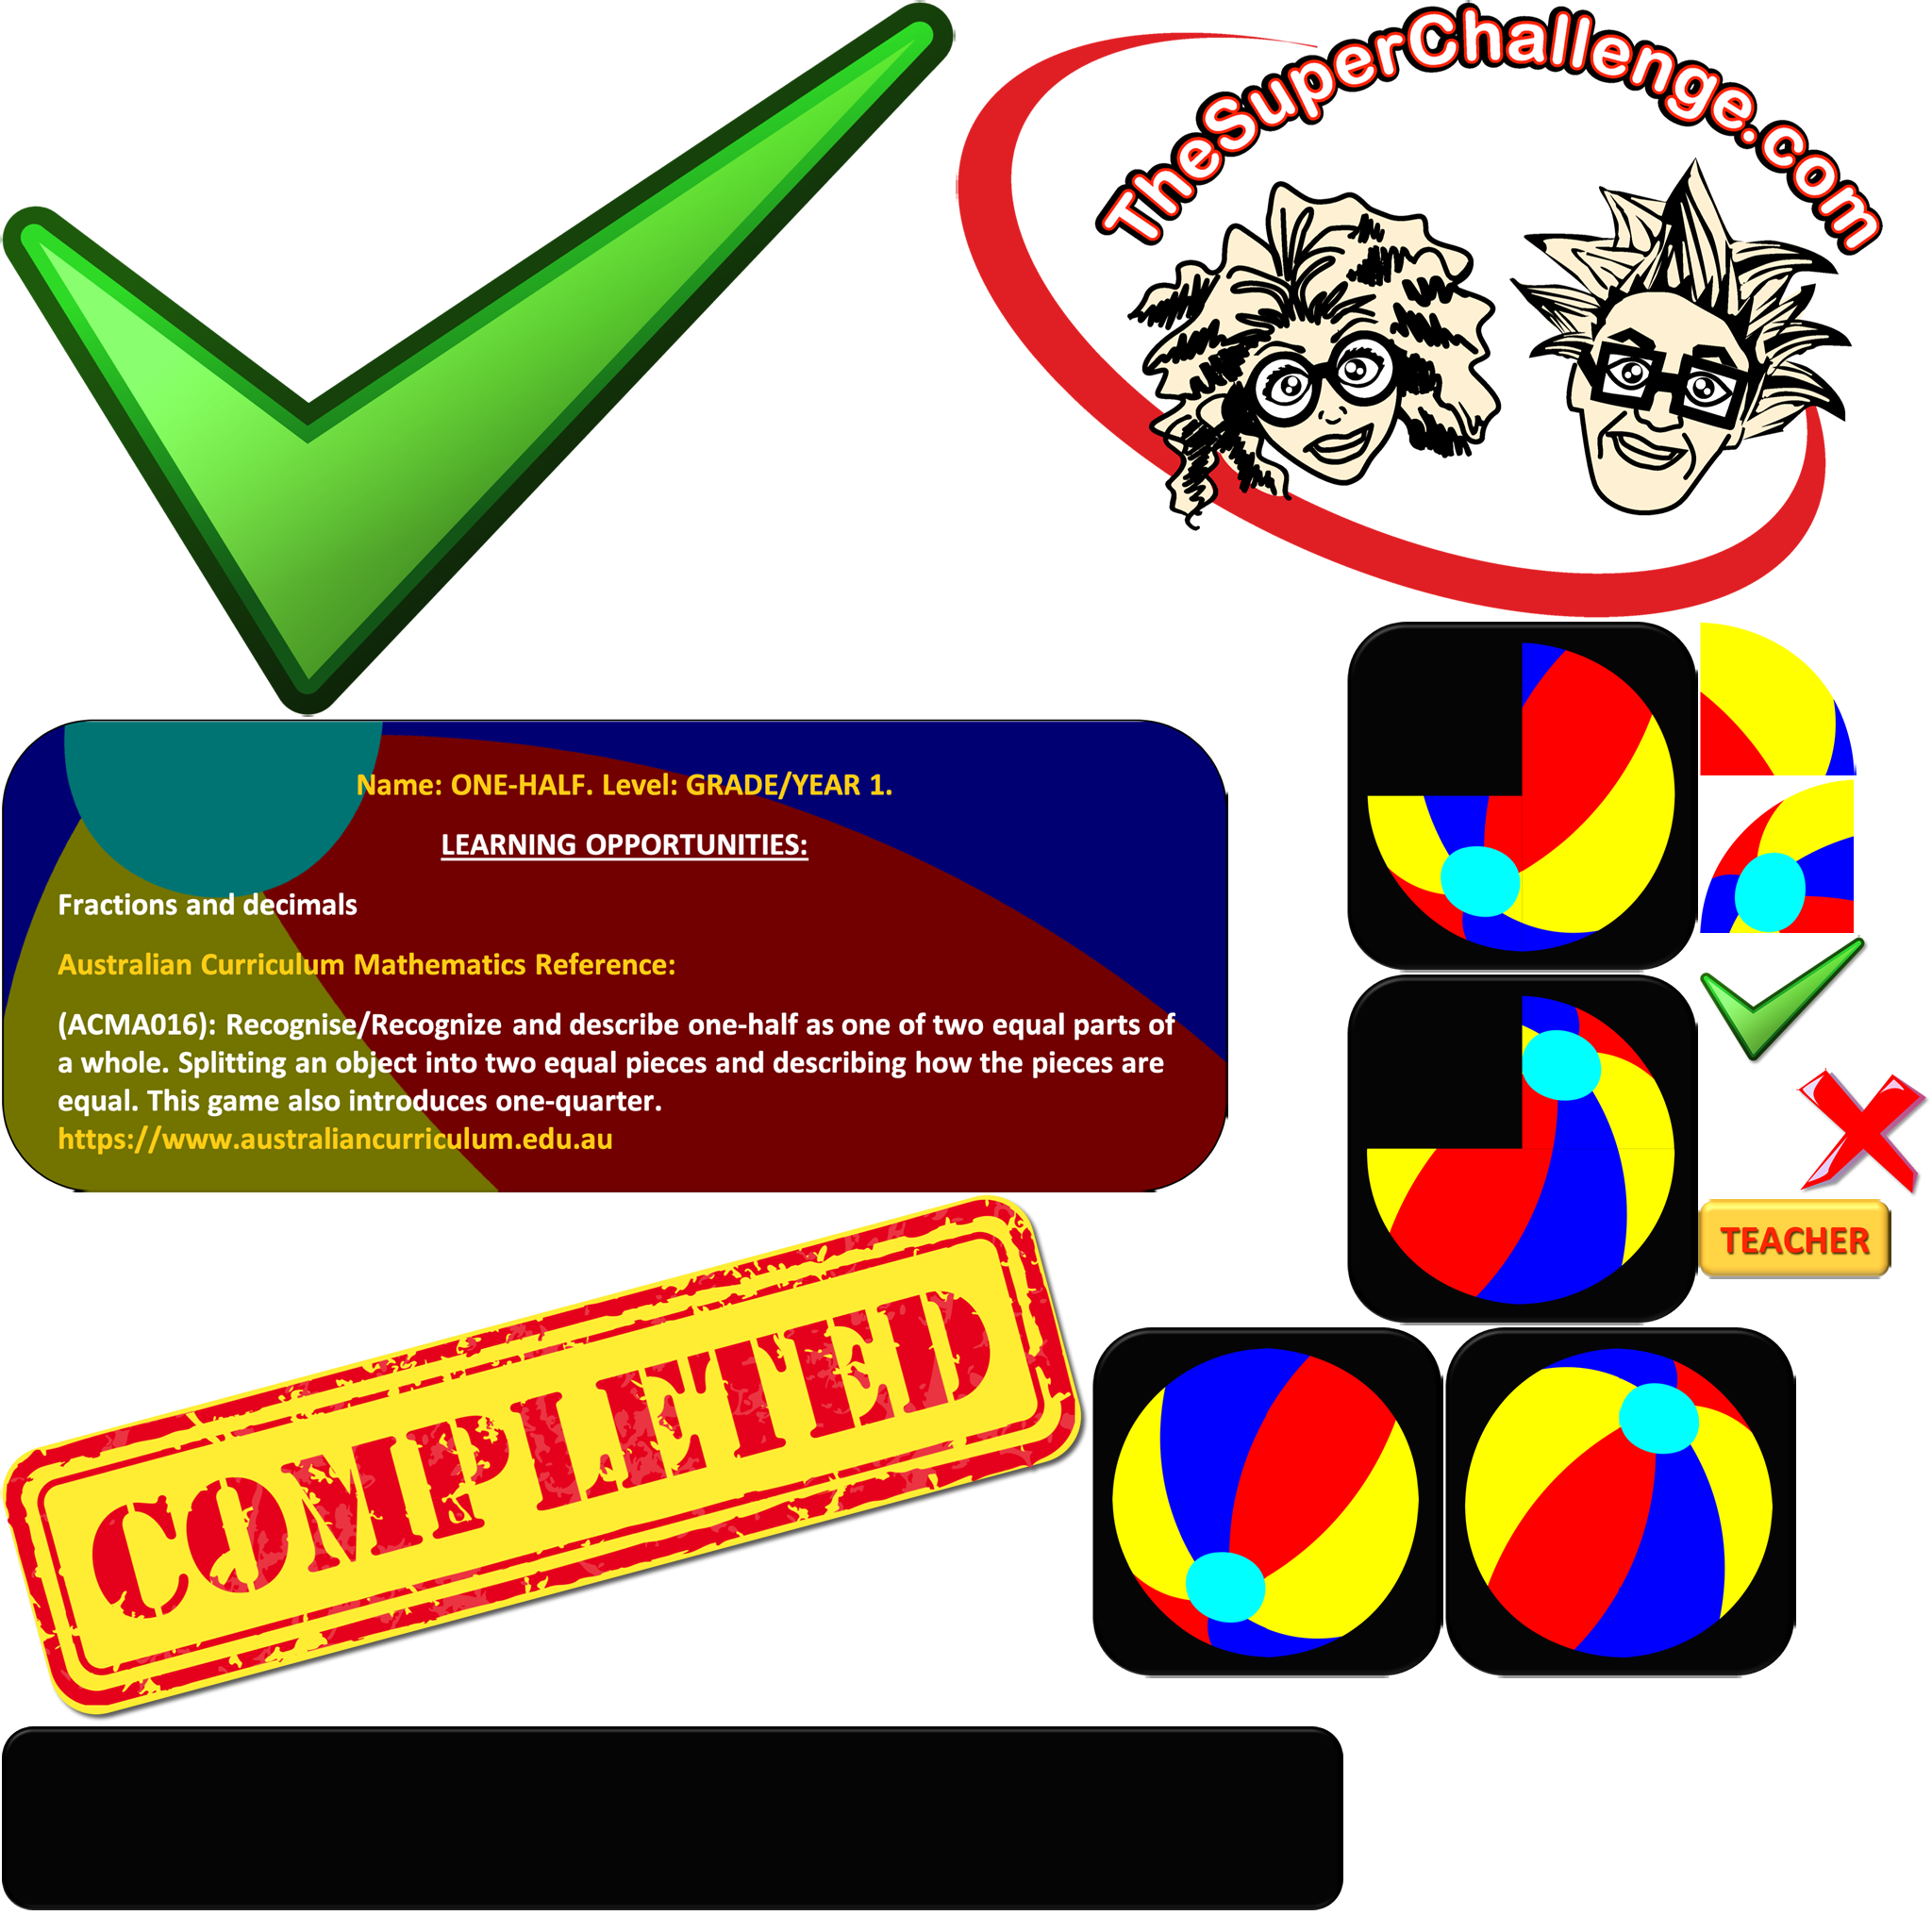 TheSuperChallenge.com
Name: ONE-HALF. Level: GRADE/YEAR 1.
LEARNING OPPORTUNITIES:
Fractions and decimals
Australian Curriculum Mathematics Reference:
(ACMA016): Recognise/Recognize and describe one-half as one of two equal parts of
a whole. Splitting an object into two equal pieces and describing how the pieces are
equal. This game also introduces one-quarter.
https://www.australiancurriculum.edu.au
TEACHER
COMPLETED